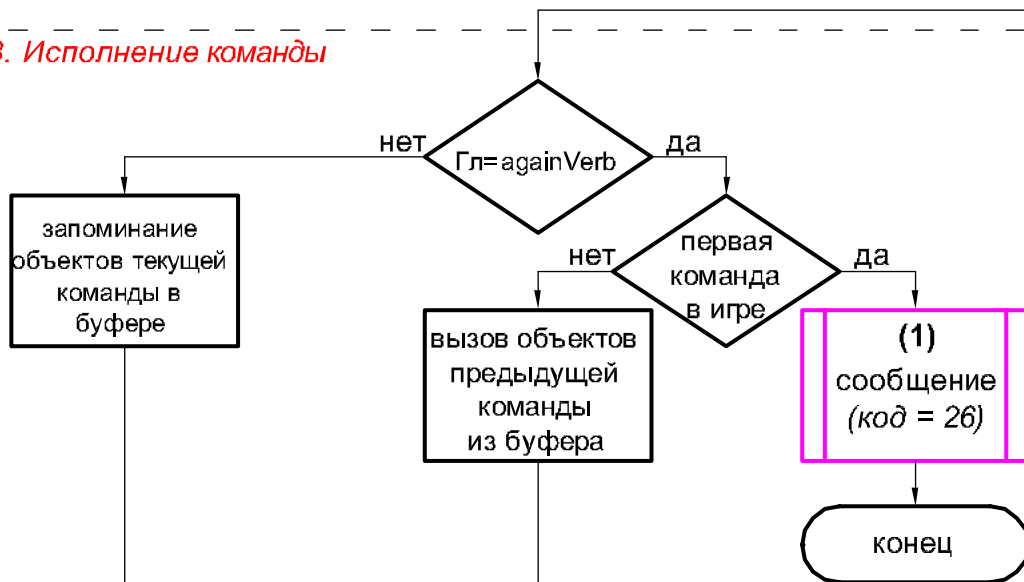 3. Исполнение команды
нет
Гл=againVerb
да
запоминание
объектов текущей
команды в
буфере
нет
первая
команда
в игре
да
вызов объектов
предыдущей
команды
из буфера
(1)
сообщение
(код = 26)
конец